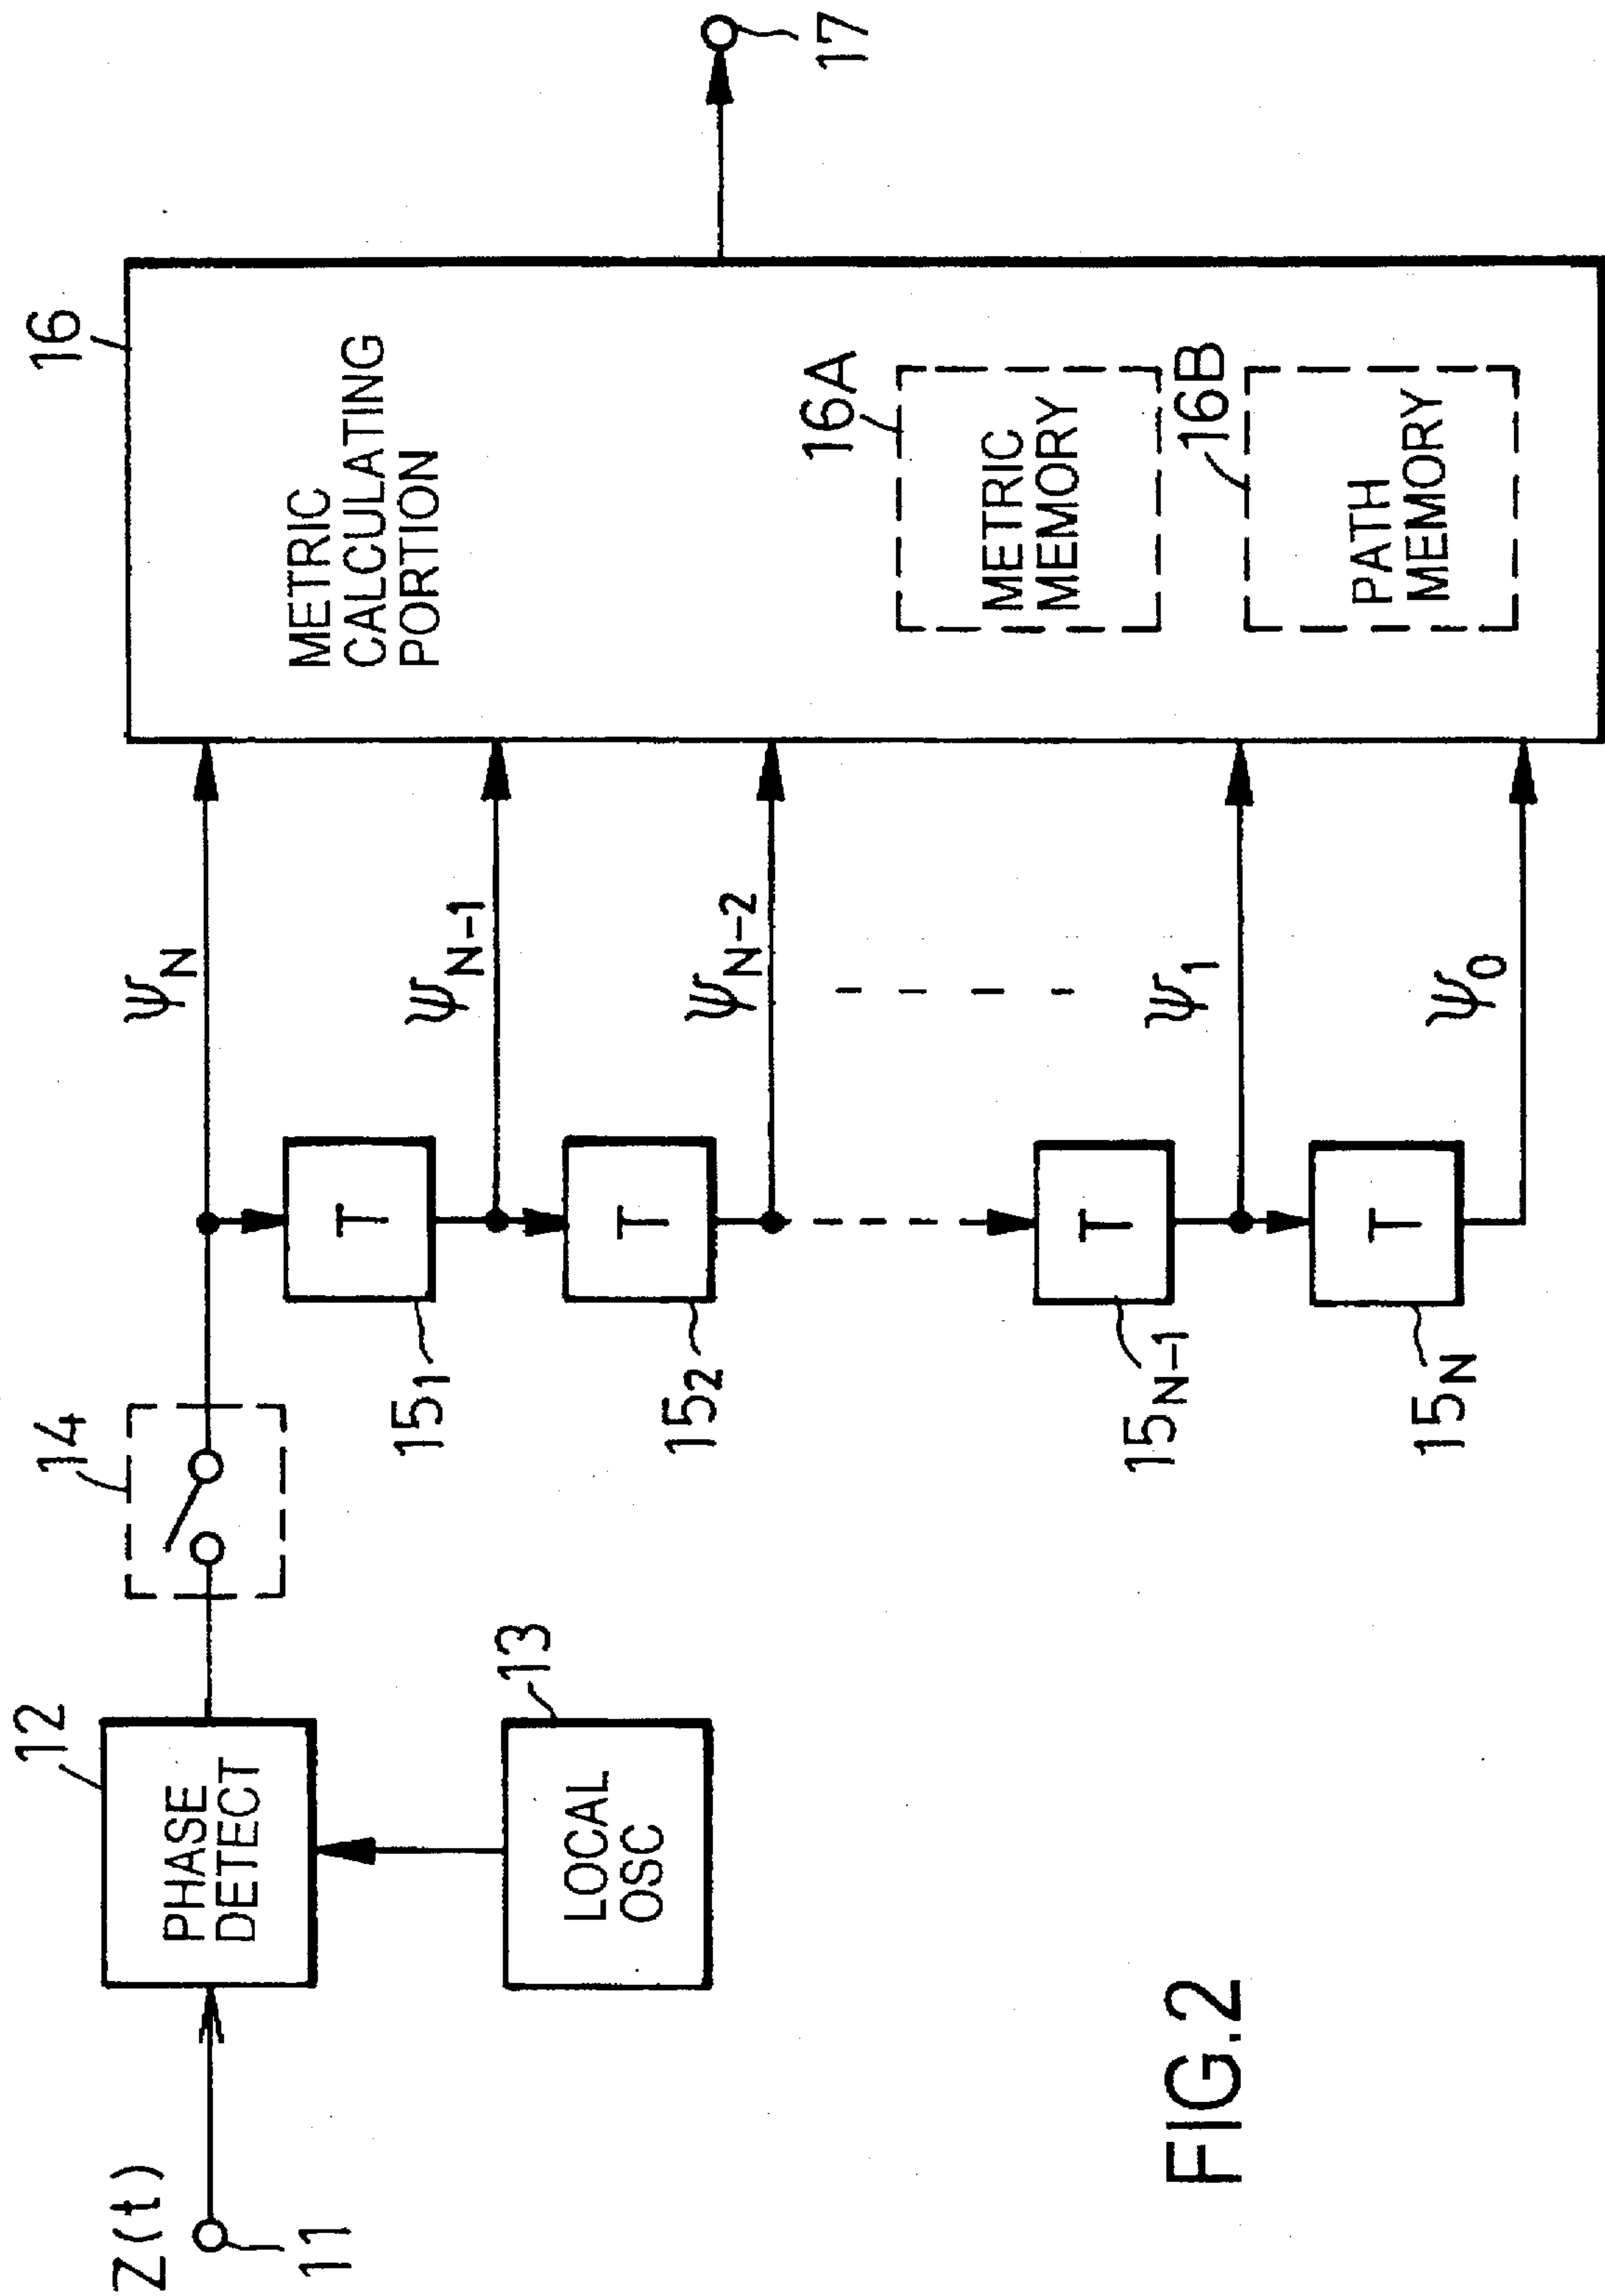 Z(t)
11
12
PHASE
DETECT
13
LOCAL
OSC
14
15₁
15₂
15N-1
15N
T
T
T
T
ψN
ψN-1
ψN-2
ψ1
ψ0
16
METRIC
CALCULATING
PORTION
16A
METRIC
MEMORY
16B
PATH
MEMORY
17
FIG.2